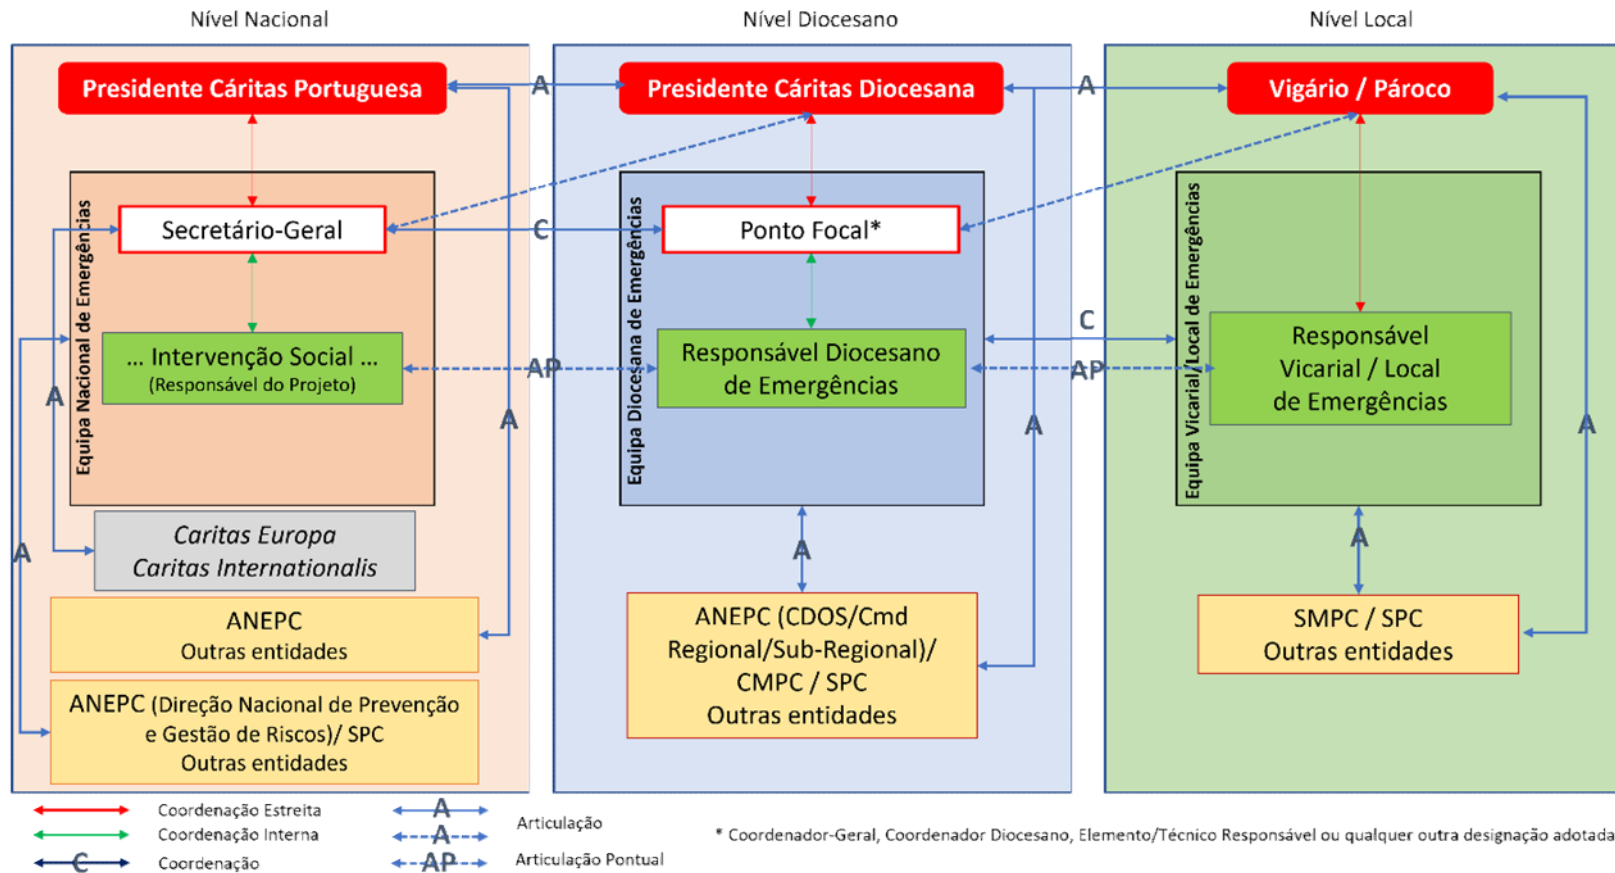 Nível Nacional
Nível Diocesano
Nível Local
Presidente Cáritas Portuguesa
A
Presidente Cáritas Diocesana
A
Vigário / Pároco
Equipa Nacional de Emergências
Secretário-Geral
C
Equipa Diocesana de Emergências
Ponto Focal*
Equipa Vicarial/Local de Emergências
... Intervenção Social ...
(Responsável do Projeto)
AP
Responsável Diocesano
de Emergências
C
AP
Responsável
Vicarial / Local
de Emergências
A
A
A
A
A
A
A
Caritas Europa
Caritas Internationalis
ANEPC
Outras entidades
ANEPC (Direção Nacional de Prevenção
e Gestão de Riscos)/ SPC
Outras entidades
ANEPC (CDOS/Cmd
Regional/Sub-Regional)/
CMPC / SPC
Outras entidades
SMPC / SPC
Outras entidades
Coordenação Estreita
Coordenação Interna
C
Coordenação
A
A
Articulação
AP
Articulação Pontual
* Coordenador-Geral, Coordenador Diocesano, Elemento/Técnico Responsável ou qualquer outra designação adotada